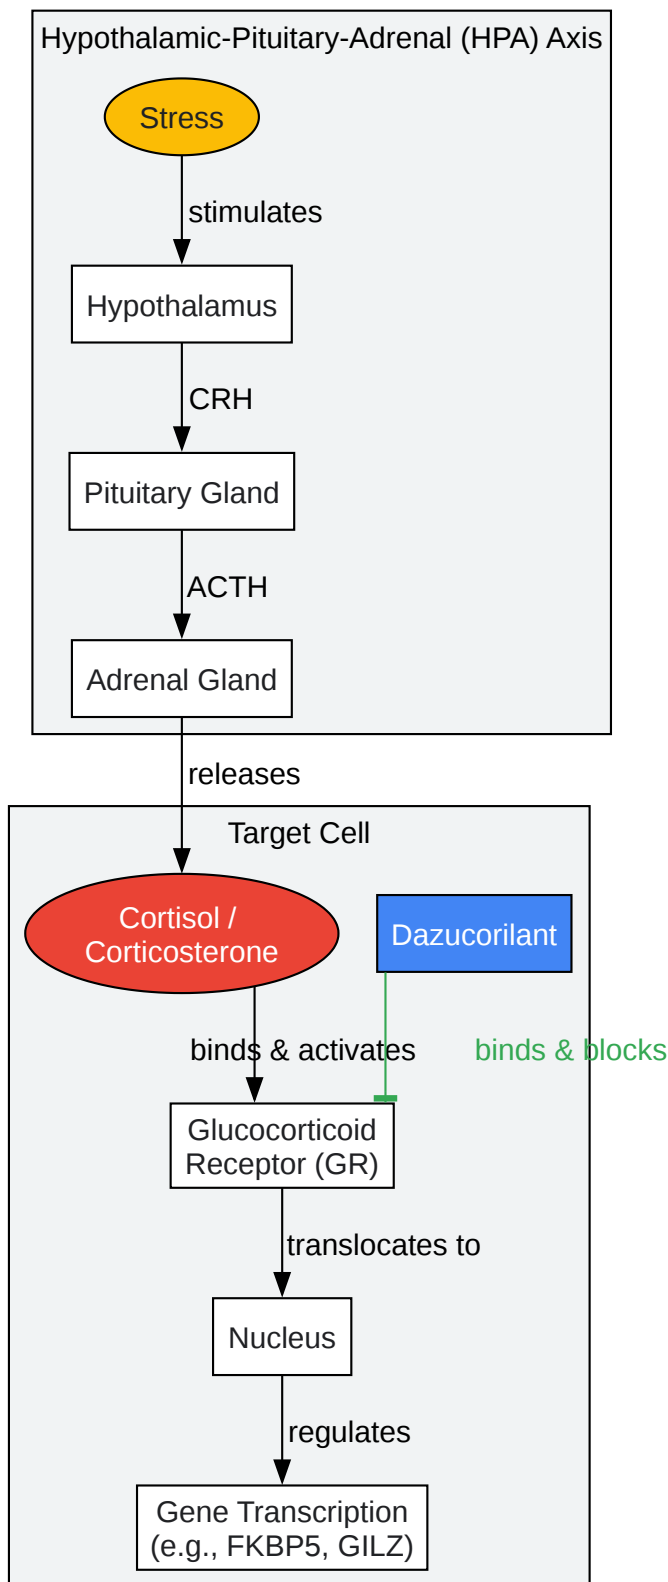 Hypothalamic-Pituitary-Adrenal (HPA) Axis
Stress
stimulates
Hypothalamus
CRH
Pituitary Gland
ACTH
Adrenal Gland
releases
Target Cell
Cortisol /
Corticosterone
Dazucorilant
binds & activates
binds & blocks
Glucocorticoid
Receptor (GR)
translocates to
Nucleus
regulates
Gene Transcription
(e.g., FKBP5, GILZ)